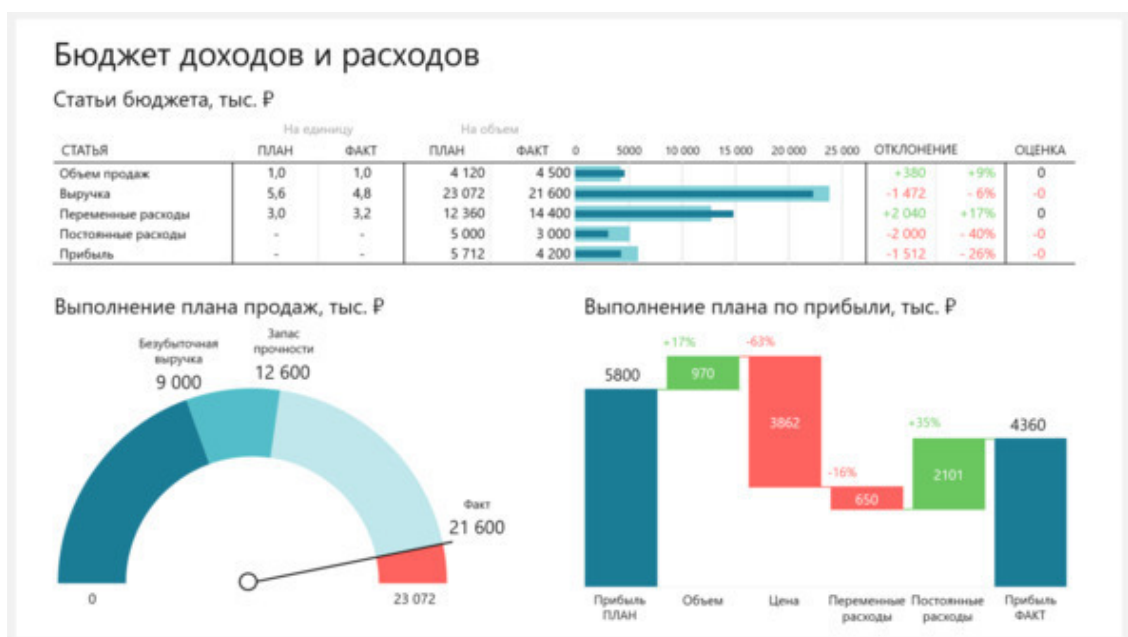 Бюджет доходов и расходов
Статьи бюджета, тыс. ₽
На единицу На объем
СТАТЬЯ ПЛАН ФАКТ ПЛАН ФАКТ 0 5000 10 000 15 000 20 000 25 000 ОТКЛОНЕНИЕ ОЦЕНКА
Объем продаж 1,0 1,0 4 120 4 500 +380 +9% 0
Выручка 5,6 4,8 23 072 21 600 -1 472 - 6% -0
Переменные расходы 3,0 3,2 12 360 14 400 +2 040 +17% 0
Постоянные расходы - - 5 000 3 000 -2 000 - 40% -0
Прибыль - - 5 712 4 200 -1 512 - 26% -0
Выполнение плана продаж, тыс. ₽
Безубыточная
выручка
9 000
Запас
прочности
12 600
Факт
21 600
0
23 072
Выполнение плана по прибыли, тыс. ₽
+17% -63%
5800 970
3862
+35%
4360
-16%
2101
650
Прибыль Объем Цена Переменные Постоянные Прибыль
ПЛАН расходы расходы ФАКТ